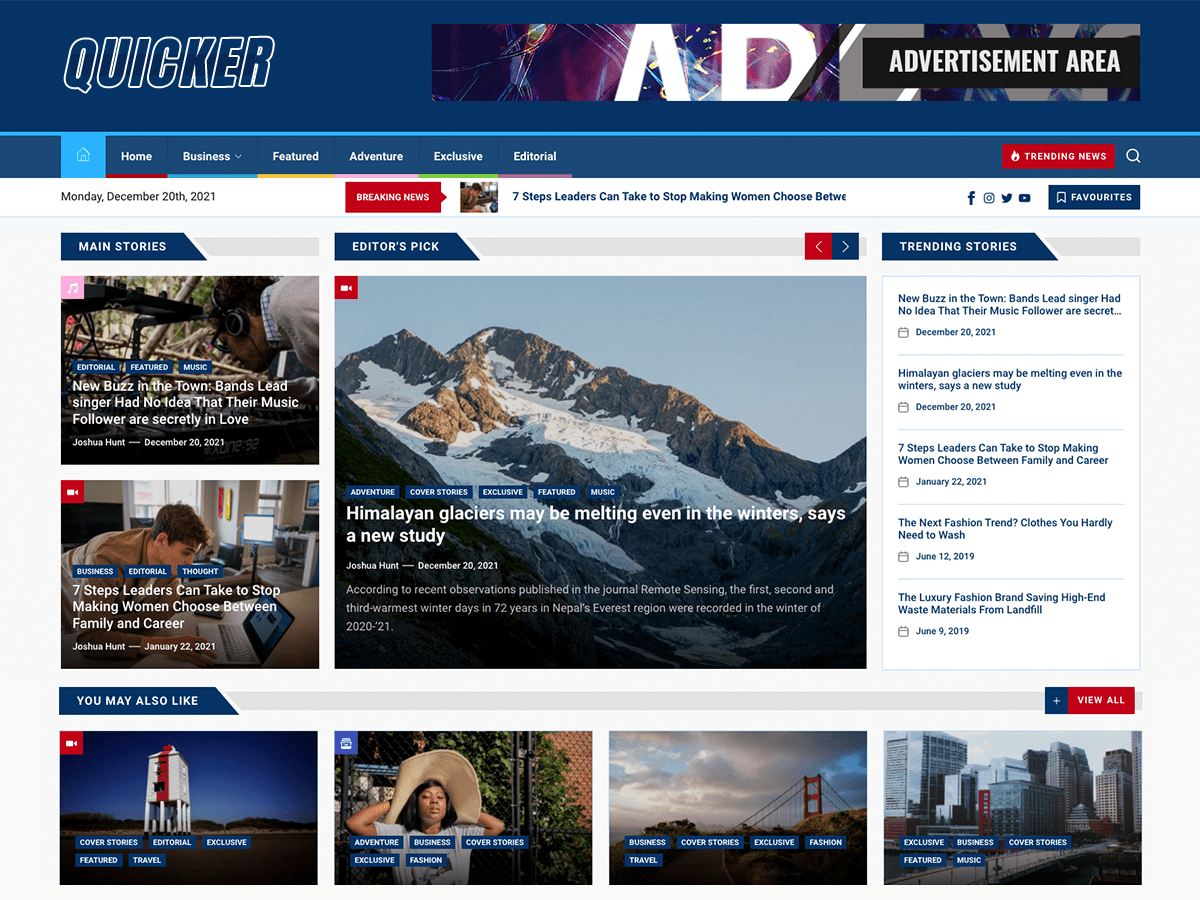 QUICKER
AD
ADVERTISEMENT AREA
Home Business Featured Adventure Exclusive Editorial
TRENDING NEWS
Monday, December 20th, 2021
BREAKING NEWS
7 Steps Leaders Can Take to Stop Making Women Choose Betwe
FAVOURITES
MAIN STORIES
EDITORIAL FEATURED MUSIC
New Buzz in the Town: Bands Lead
singer Had No Idea That Their Music
Follower are secretly in Love
Joshua Hunt — December 20, 2021
XONE:92
BUSINESS EDITORIAL THOUGHT
7 Steps Leaders Can Take to Stop
Making Women Choose Between
Family and Career
Joshua Hunt — January 22, 2021
EDITOR'S PICK
ADVENTURE COVER STORIES EXCLUSIVE FEATURED MUSIC
Himalayan glaciers may be melting even in the winters, says
a new study
Joshua Hunt — December 20, 2021
According to recent observations published in the journal Remote Sensing, the first, second and
third-warmest winter days in 72 years in Nepal's Everest region were recorded in the winter of
2020-'21.
TRENDING STORIES
New Buzz in the Town: Bands Lead singer Had
No Idea That Their Music Follower are secret...
December 20, 2021
Himalayan glaciers may be melting even in the
winters, says a new study
December 20, 2021
7 Steps Leaders Can Take to Stop Making
Women Choose Between Family and Career
January 22, 2021
The Next Fashion Trend? Clothes You Hardly
Need to Wash
June 12, 2019
The Luxury Fashion Brand Saving High-End
Waste Materials From Landfill
June 9, 2019
YOU MAY ALSO LIKE
+ VIEW ALL
COVER STORIES EDITORIAL EXCLUSIVE
FEATURED TRAVEL
ADVENTURE BUSINESS COVER STORIES
EXCLUSIVE FASHION
BUSINESS COVER STORIES EXCLUSIVE FASHION
TRAVEL
EXCLUSIVE BUSINESS COVER STORIES
FEATURED MUSIC